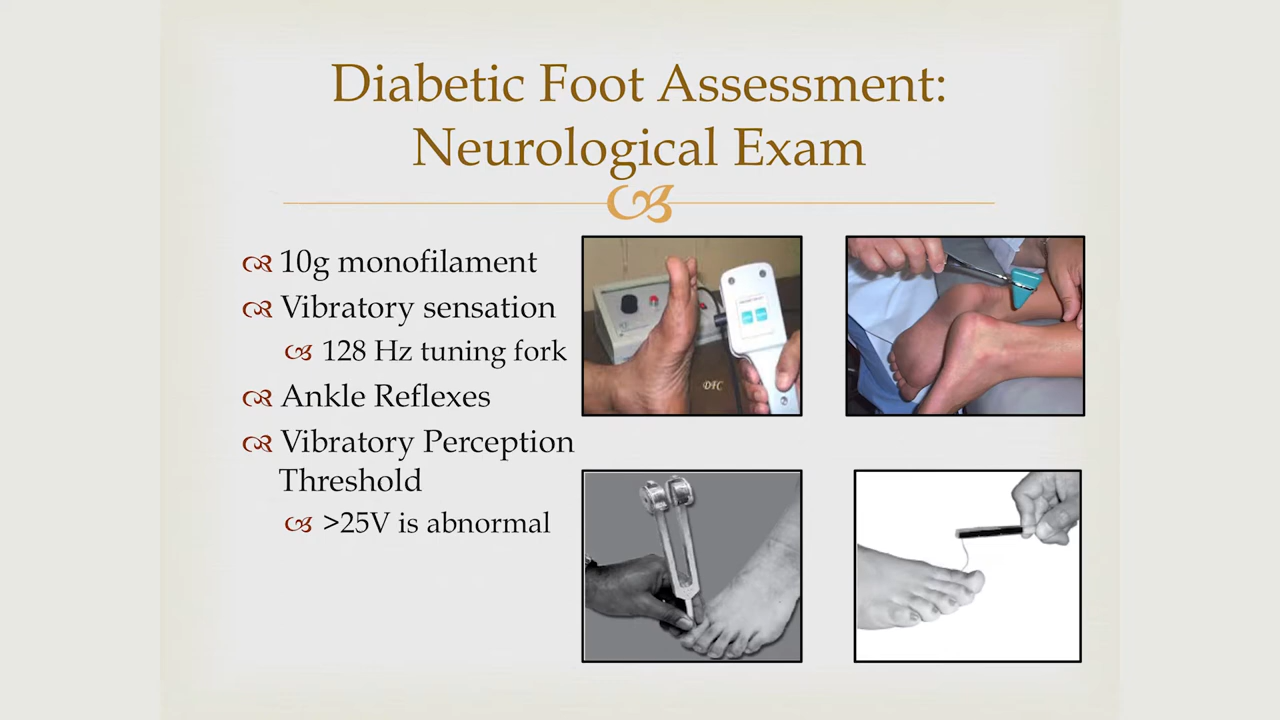 Diabetic Foot Assessment:
Neurological Exam
10g monofilament
Vibratory sensation
128 Hz tuning fork
Ankle Reflexes
Vibratory Perception
Threshold
>25V is abnormal
DFC